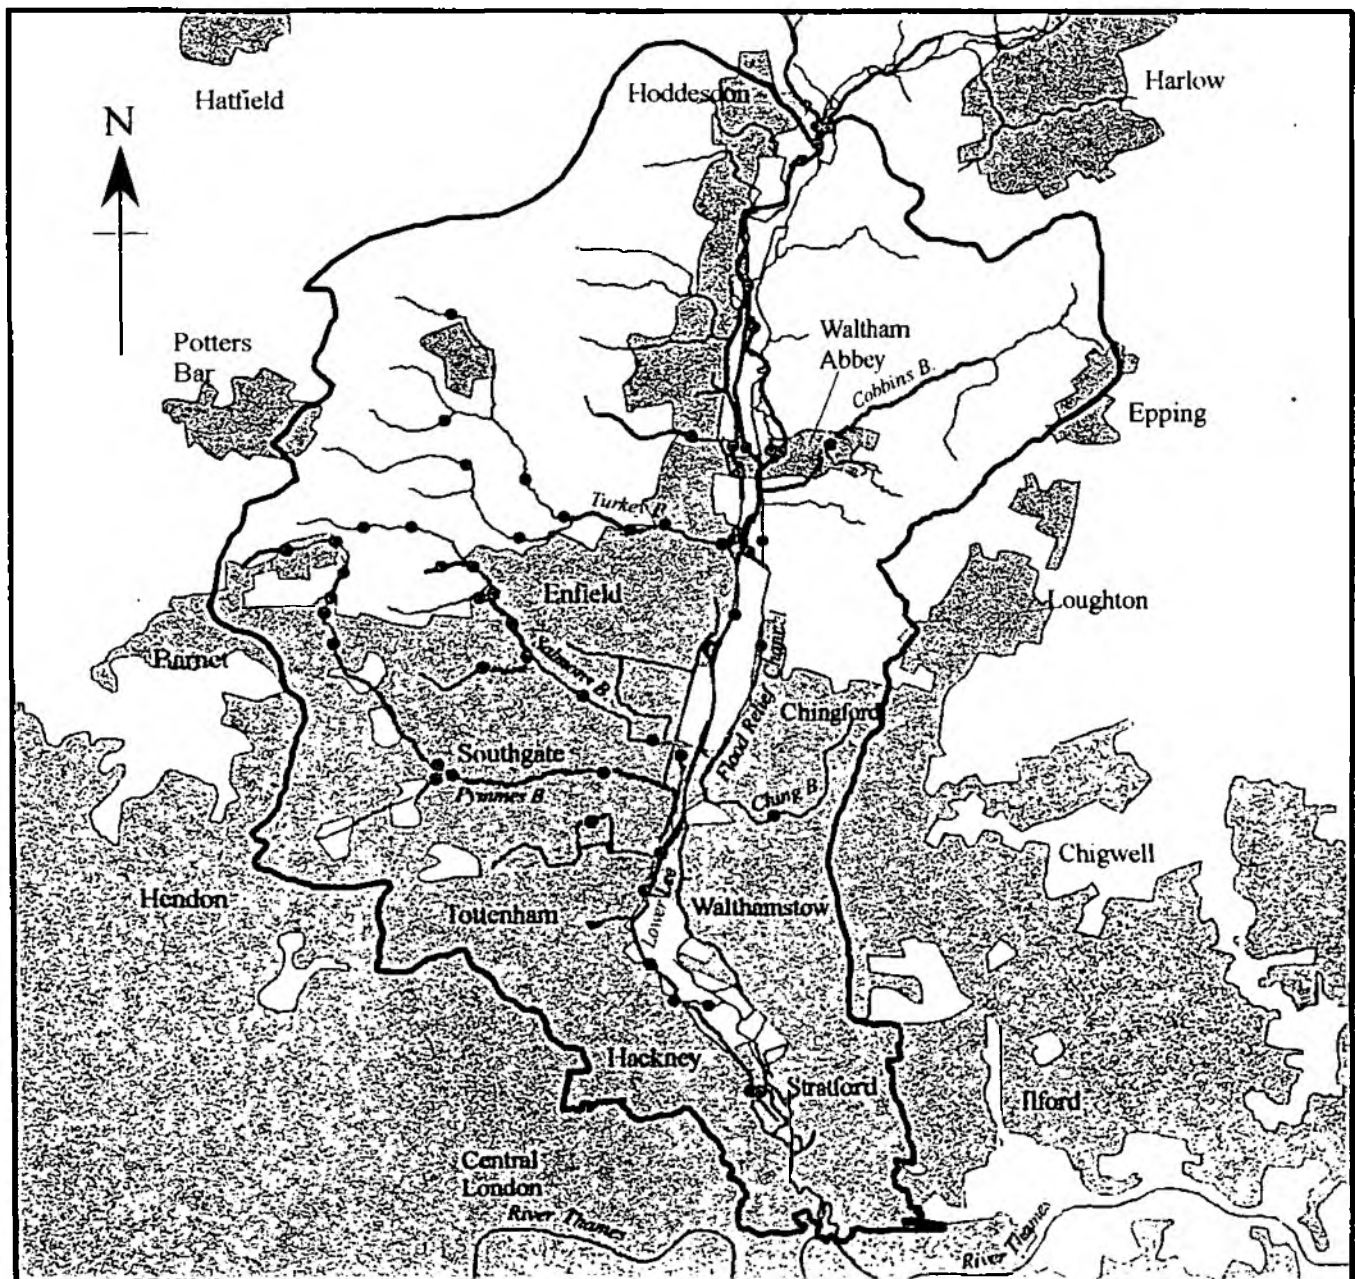 Hatfield
Hoddesdon
Harlow
N
Potters
Bar
Waltham
Abbey
Cobbins B.
Epping
Turkey B.
Enfield
Loughton
Barnet
Salmons B.
Flood Relief Channel
Chingford
Southgate
Pymmes B.
Ching B.
Chigwell
Hendon
Tottenham
Lower Lee
Walthamstow
Hackney
Stratford
Ilford
Central
London
River Thames
River Thames